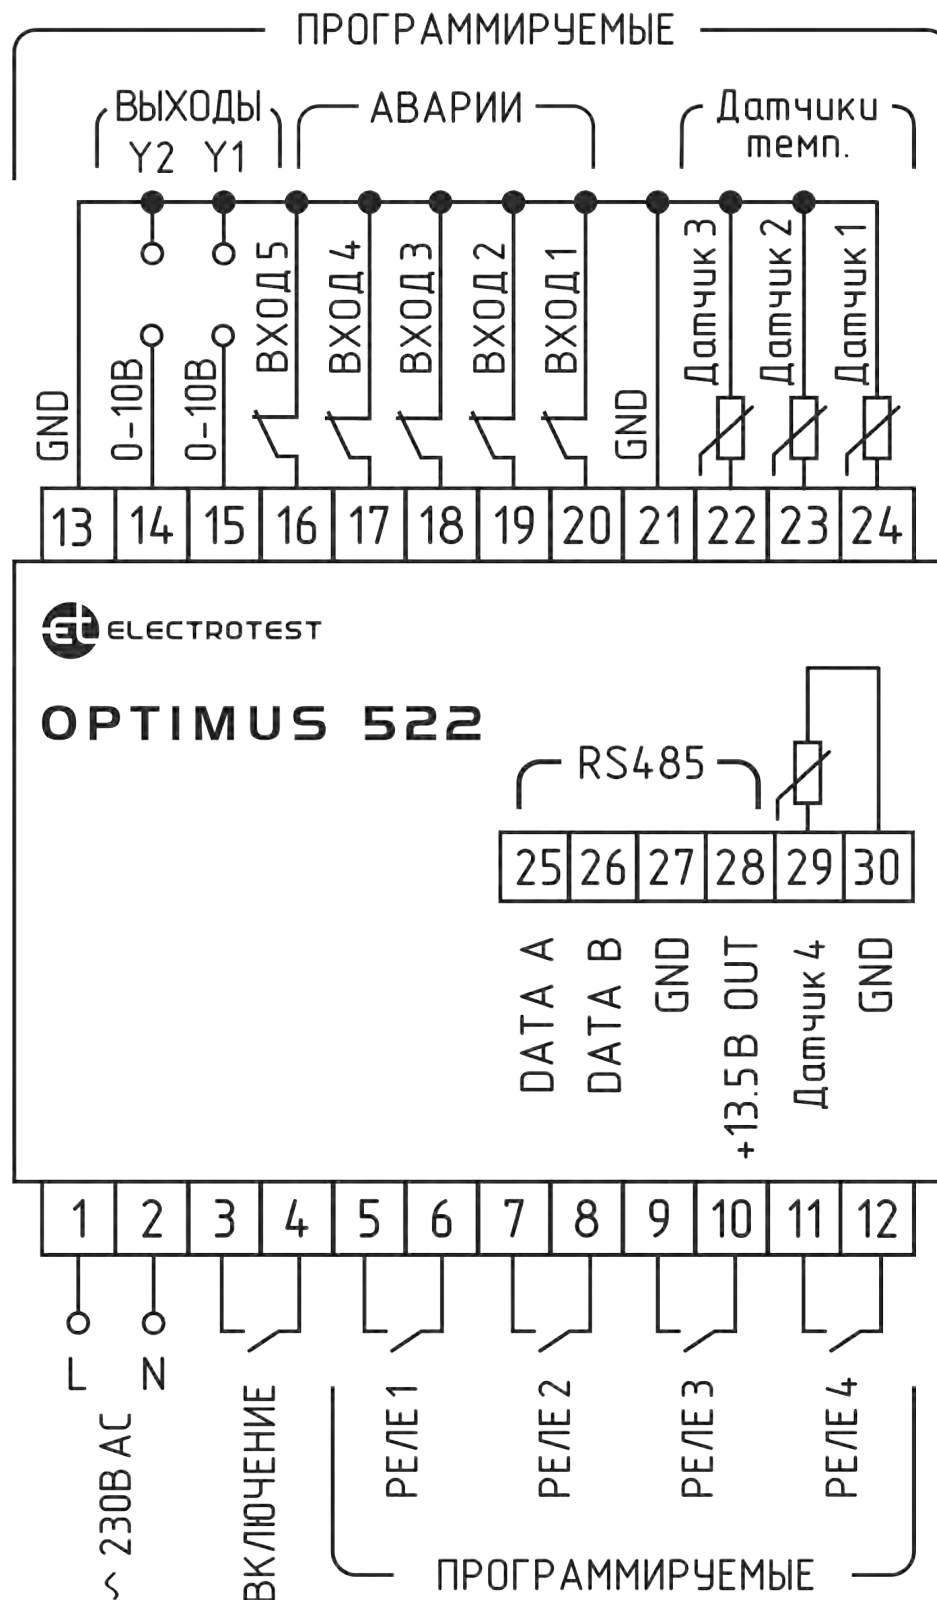 ПРОГРАММИРУЕМЫЕ
ВЫХОДЫ
АВАРИИ
Датчики
темп.
Y2 Y1
GND
0-10В
0-10В
ВХОД 5
ВХОД 4
ВХОД 3
ВХОД 2
ВХОД 1
GND
Датчик 3
Датчик 2
Датчик 1
13 14 15 16 17 18 19 20 21 22 23 24
et ELECTROTEST
OPTIMUS 522
RS485
25 26 27 28 29 30
DATA A
DATA B
GND
+13.5В OUT
Датчик 4
GND
1 2 3 4 5 6 7 8 9 10 11 12
L N
~ 230В АС
ВКЛЮЧЕНИЕ
РЕЛЕ 1
РЕЛЕ 2
РЕЛЕ 3
РЕЛЕ 4
ПРОГРАММИРУЕМЫЕ